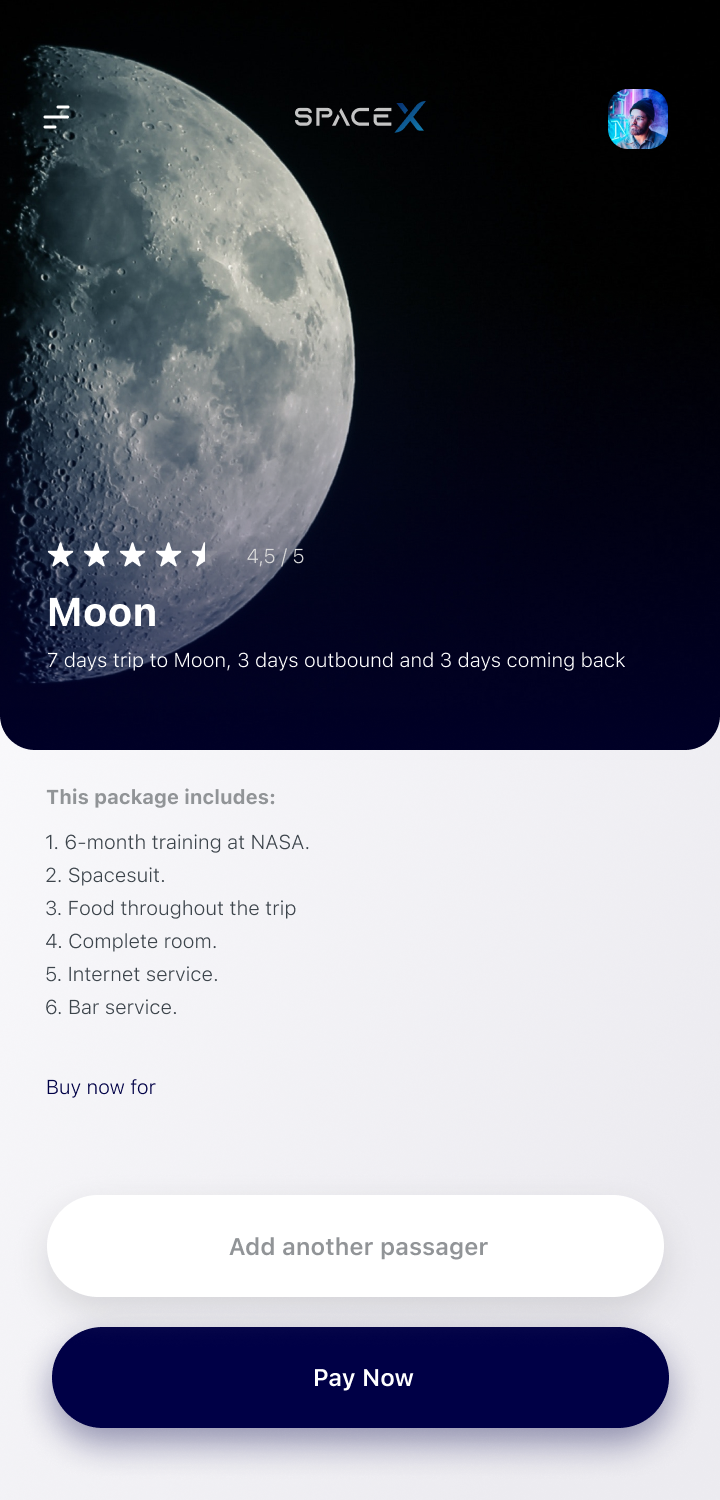 SPACEX
4,5 / 5
Moon
7 days trip to Moon, 3 days outbound and 3 days coming back
This package includes:
1. 6-month training at NASA.
2. Spacesuit.
3. Food throughout the trip
4. Complete room.
5. Internet service.
6. Bar service.
Buy now for
Add another passager
Pay Now